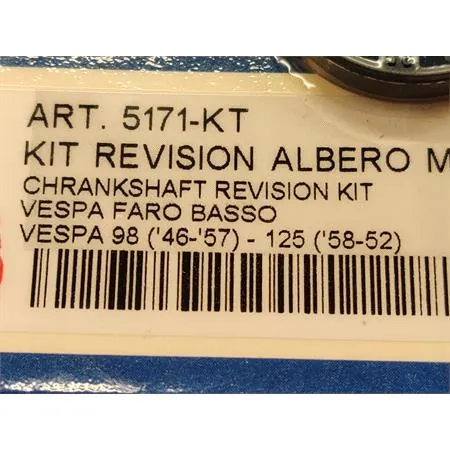 ART. 5171-KT
KIT REVISION ALBERO M
CHRANKSHAFT REVISION KIT
VESPA FARO BASSO
VESPA 98 ('46-'57) - 125 ('58-52)